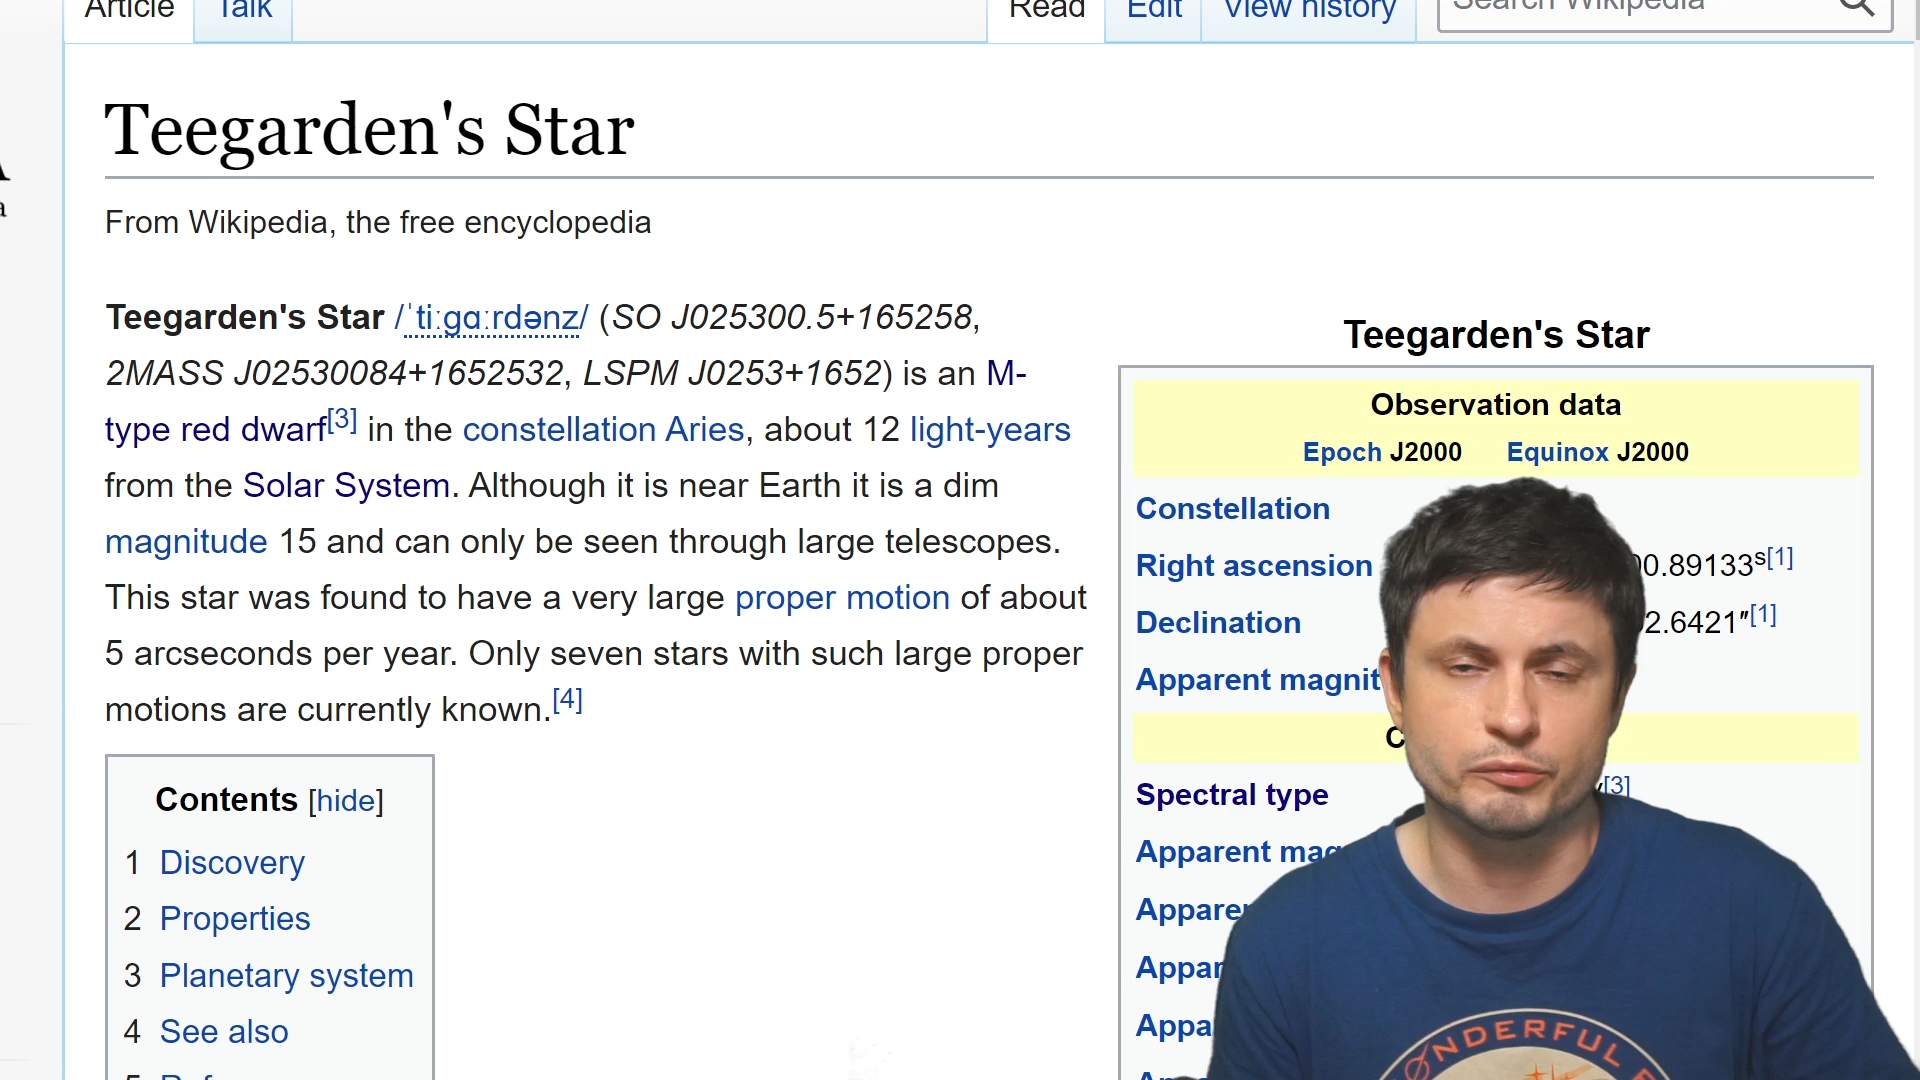 Article Talk Read Edit View history Search Wikipedia
Teegarden's Star
From Wikipedia, the free encyclopedia
Teegarden's Star /ˈtiːɡɑːrdənz/ (SO J025300.5+165258,
2MASS J02530084+1652532, LSPM J0253+1652) is an M-
type red dwarf[3] in the constellation Aries, about 12 light-years
from the Solar System. Although it is near Earth it is a dim
magnitude 15 and can only be seen through large telescopes.
This star was found to have a very large proper motion of about
5 arcseconds per year. Only seven stars with such large proper
motions are currently known.[4]
Contents [hide]
1 Discovery
2 Properties
3 Planetary system
4 See also
Teegarden's Star
Observation data
Epoch J2000 Equinox J2000
Constellation
Right ascension 00.89133s[1]
Declination 2.6421″[1]
Apparent magnit
Spectral type [3]
Apparent mag
Appare
Appar
Appa
WONDERFUL